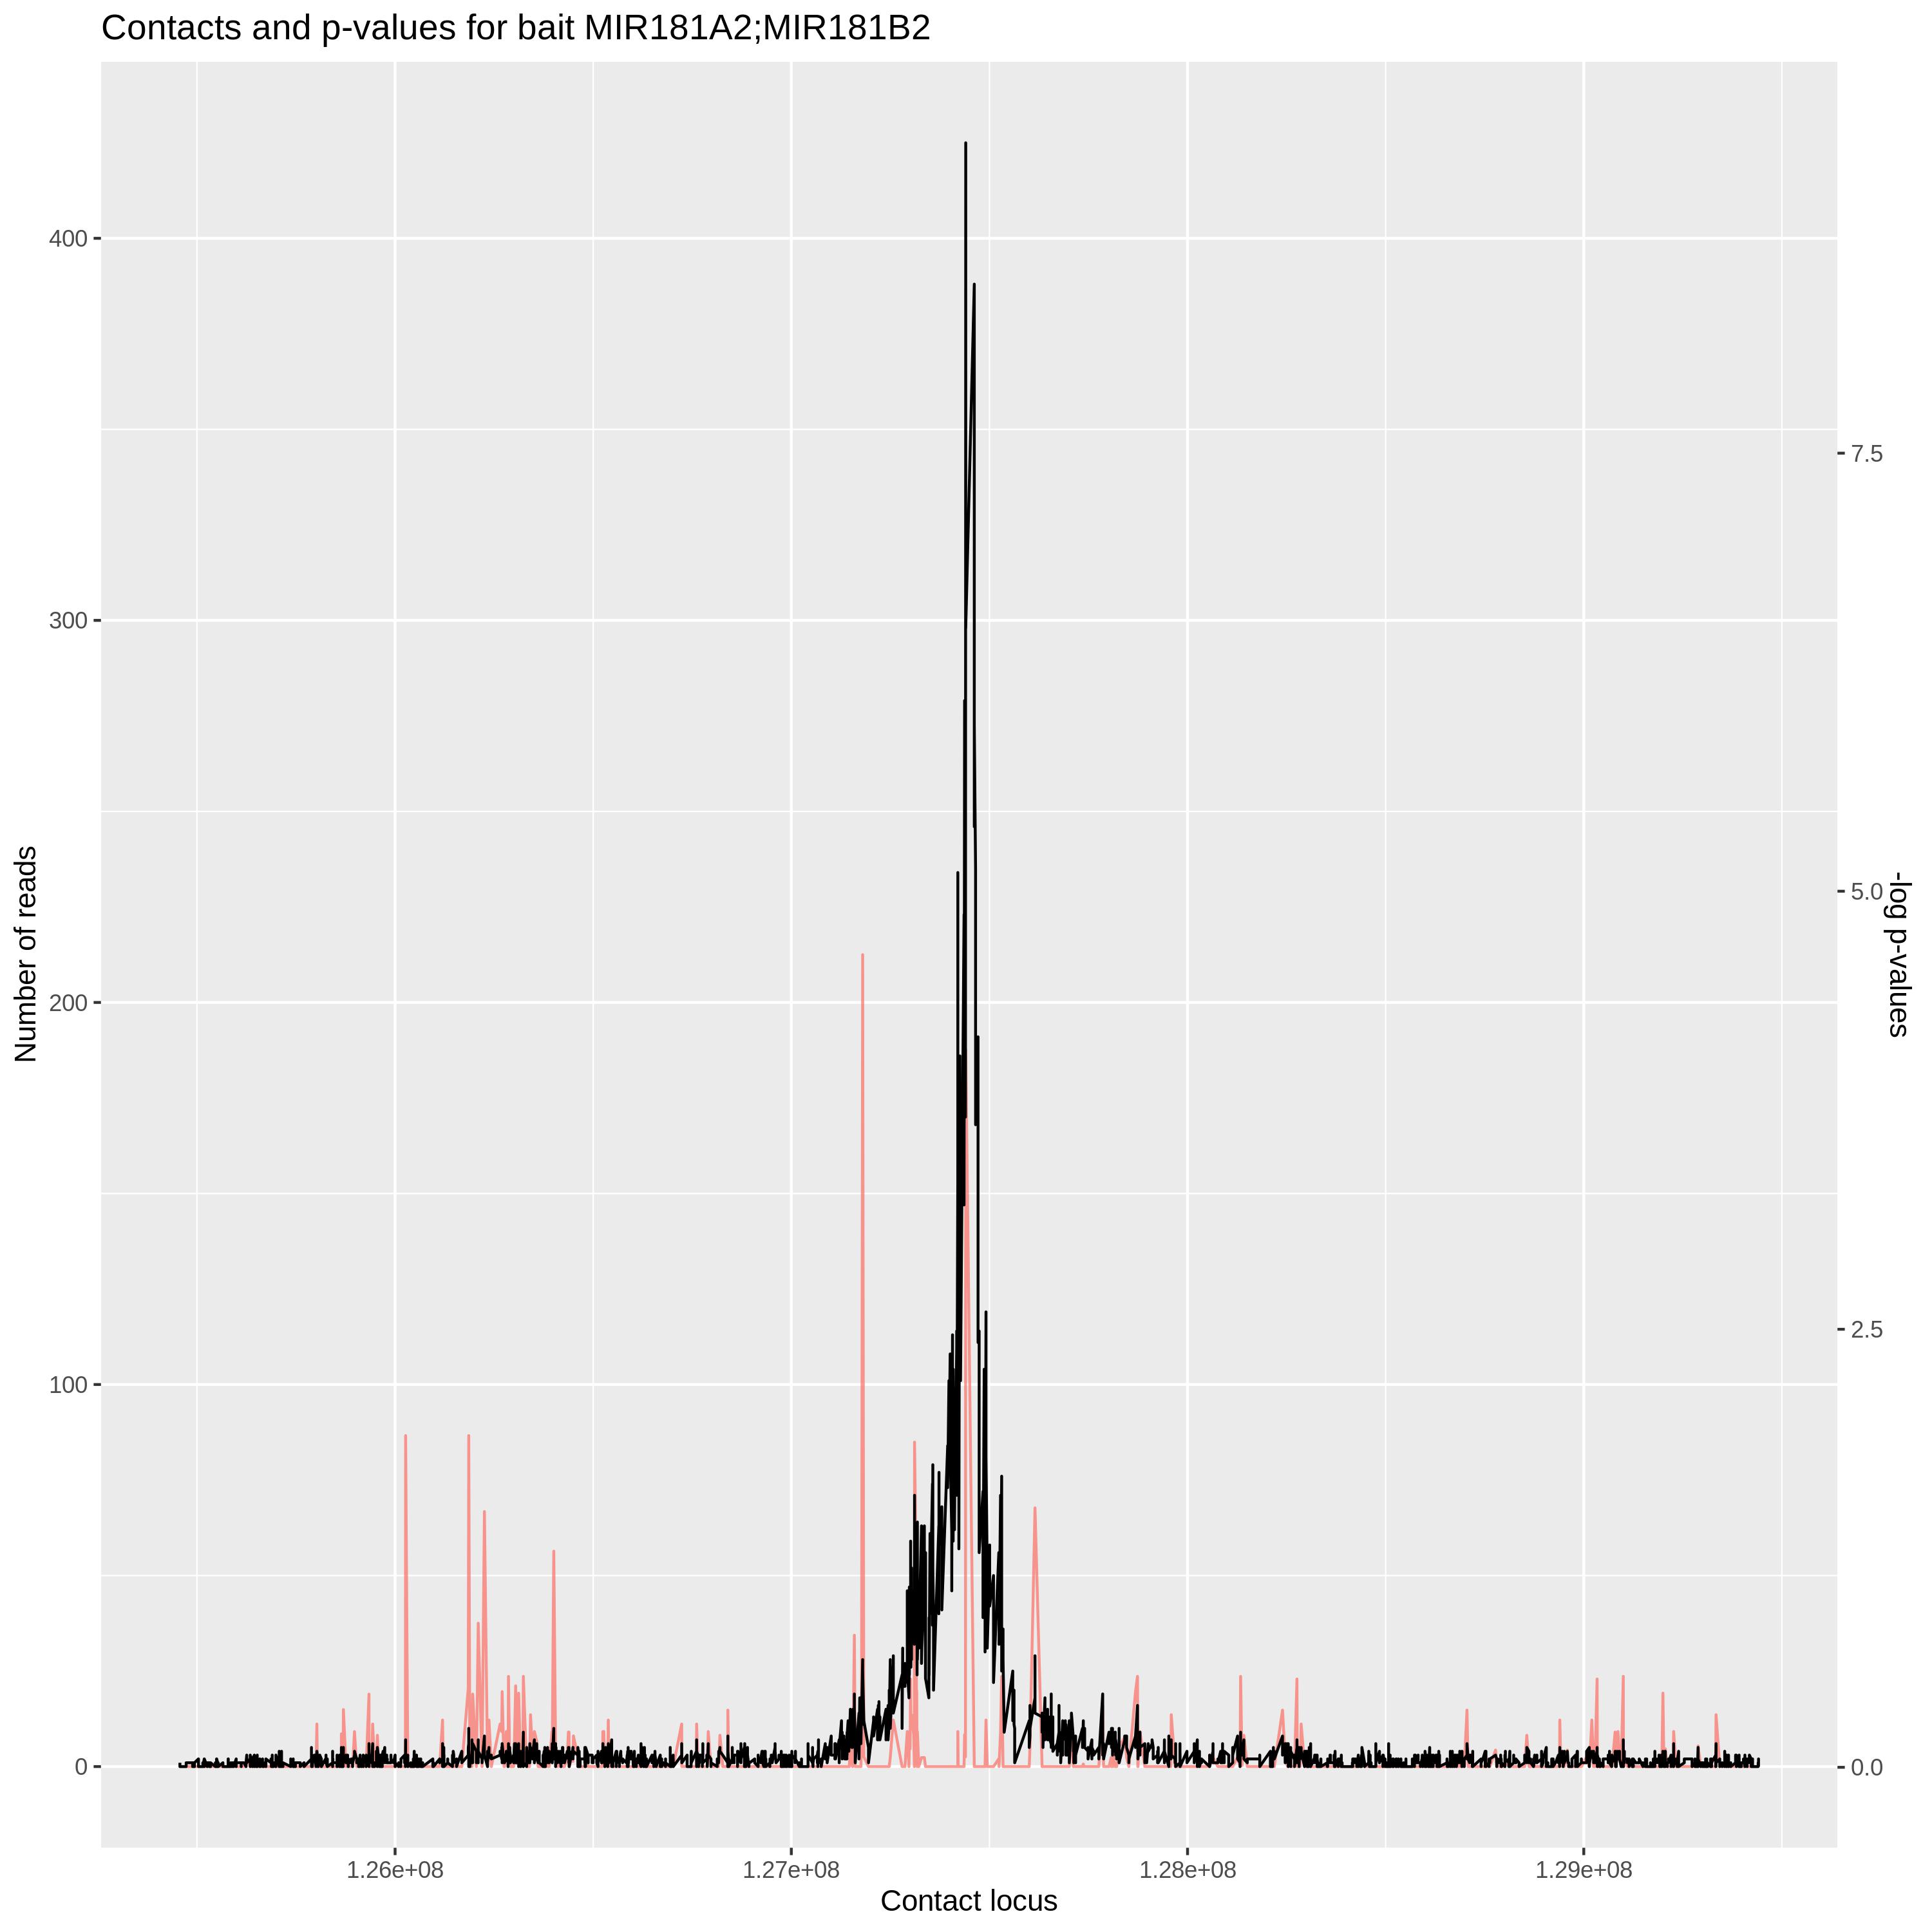 Contacts and p-values for bait MIR181A2;MIR181B2
400
300
200
100
0
Number of reads
7.5
5.0
2.5
0.0
-log p-values
1.26e+08
1.27e+08
1.28e+08
1.29e+08
Contact locus